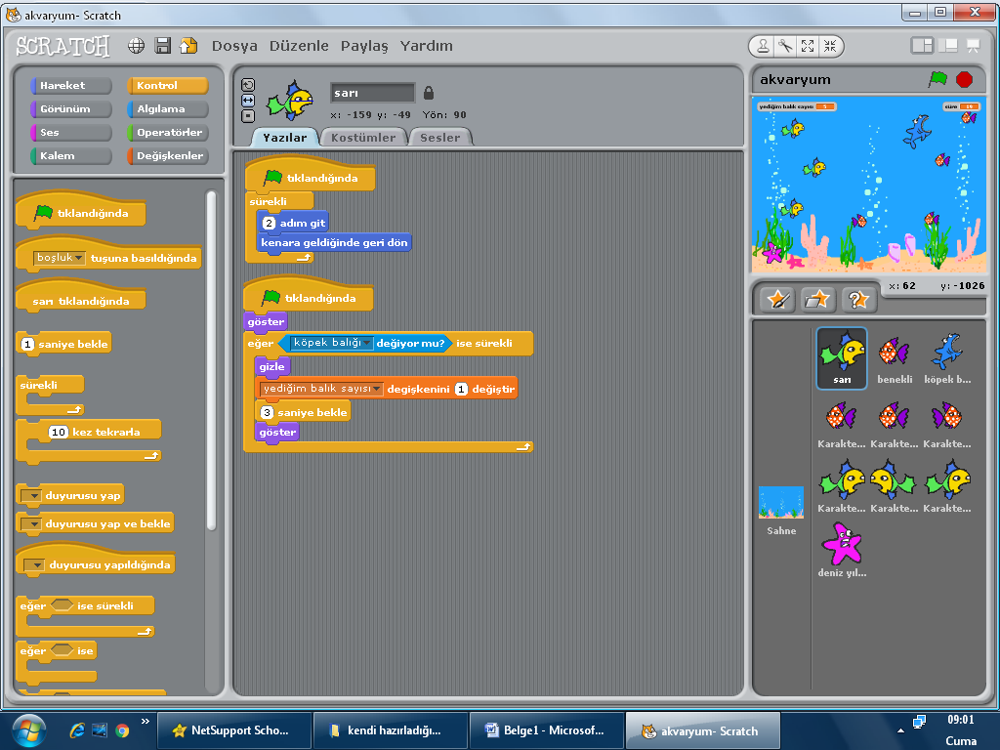 akvaryum- Scratch
SCRATCH
Dosya Düzenle Paylaş Yardım
Hareket Kontrol
Görünüm Algılama
Ses Operatörler
Kalem Değişkenler
tıklandığında
boşluk tuşuna basıldığında
sarı tıklandığında
1 saniye bekle
sürekli
10 kez tekrarla
duyurusu yap
duyurusu yap ve bekle
duyurusu yapıldığında
eğer ise sürekli
eğer ise
sarı
x: -159 y: -49 Yön: 90
Yazılar Kostümler Sesler
tıklandığında
sürekli
2 adım git
kenara geldiğinde geri dön
tıklandığında
göster
eğer köpek balığı değiyor mu? ise sürekli
gizle
yediğim balık sayısı degişkenini 1 değiştir
3 saniye bekle
göster
akvaryum
yediğim balık sayısı 5 süre
x: 62 y: -1026
sarı benekli köpek b...
Karakte... Karakte... Karakte...
Karakte... Karakte... Karakte...
Sahne
deniz yıl...
NetSupport Scho...
kendi hazırladığı...
Belge1 - Microsof...
akvaryum- Scratch
09:01
Cuma